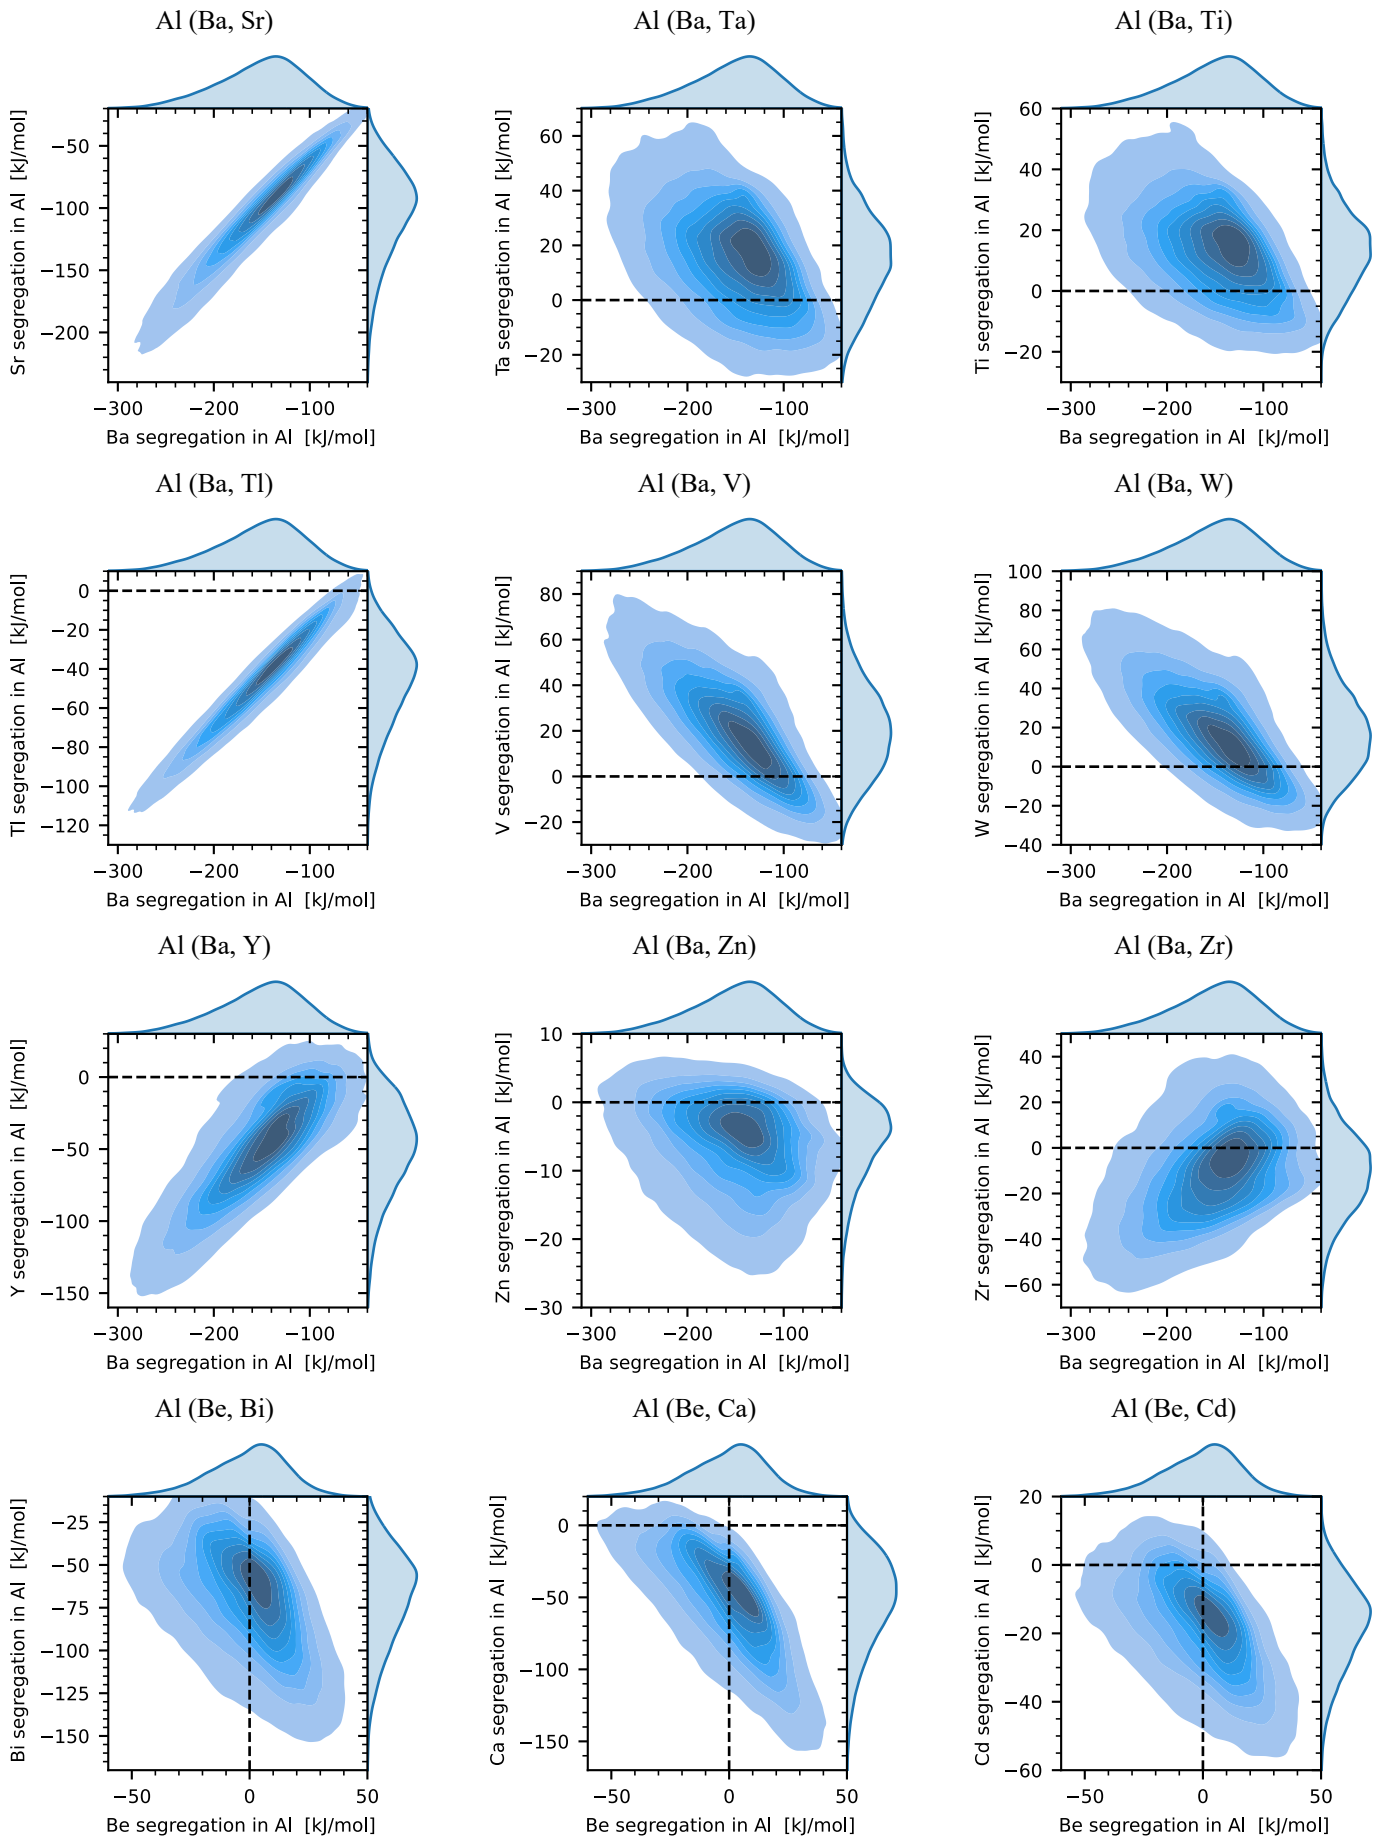 Al (Ba, Sr)
Al (Ba, Ta)
Al (Ba, Ti)
Sr segregation in Al [kJ/mol]
−50
−100
−150
−200
−300
−200
−100
Ba segregation in Al [kJ/mol]
Ta segregation in Al [kJ/mol]
60
40
20
0
−20
−300
−200
−100
Ba segregation in Al [kJ/mol]
Ti segregation in Al [kJ/mol]
60
40
20
0
−20
−300
−200
−100
Ba segregation in Al [kJ/mol]
Al (Ba, Tl)
Al (Ba, V)
Al (Ba, W)
Tl segregation in Al [kJ/mol]
0
−20
−40
−60
−80
−100
−120
−300
−200
−100
Ba segregation in Al [kJ/mol]
V segregation in Al [kJ/mol]
80
60
40
20
0
−20
−300
−200
−100
Ba segregation in Al [kJ/mol]
W segregation in Al [kJ/mol]
100
80
60
40
20
0
−20
−40
−300
−200
−100
Ba segregation in Al [kJ/mol]
Al (Ba, Y)
Al (Ba, Zn)
Al (Ba, Zr)
Y segregation in Al [kJ/mol]
0
−50
−100
−150
−300
−200
−100
Ba segregation in Al [kJ/mol]
Zn segregation in Al [kJ/mol]
10
0
−10
−20
−30
−300
−200
−100
Ba segregation in Al [kJ/mol]
Zr segregation in Al [kJ/mol]
40
20
0
−20
−40
−60
−300
−200
−100
Ba segregation in Al [kJ/mol]
Al (Be, Bi)
Al (Be, Ca)
Al (Be, Cd)
Bi segregation in Al [kJ/mol]
−25
−50
−75
−100
−125
−150
−50
0
50
Be segregation in Al [kJ/mol]
Ca segregation in Al [kJ/mol]
0
−50
−100
−150
−50
0
50
Be segregation in Al [kJ/mol]
Cd segregation in Al [kJ/mol]
20
0
−20
−40
−60
−50
0
50
Be segregation in Al [kJ/mol]